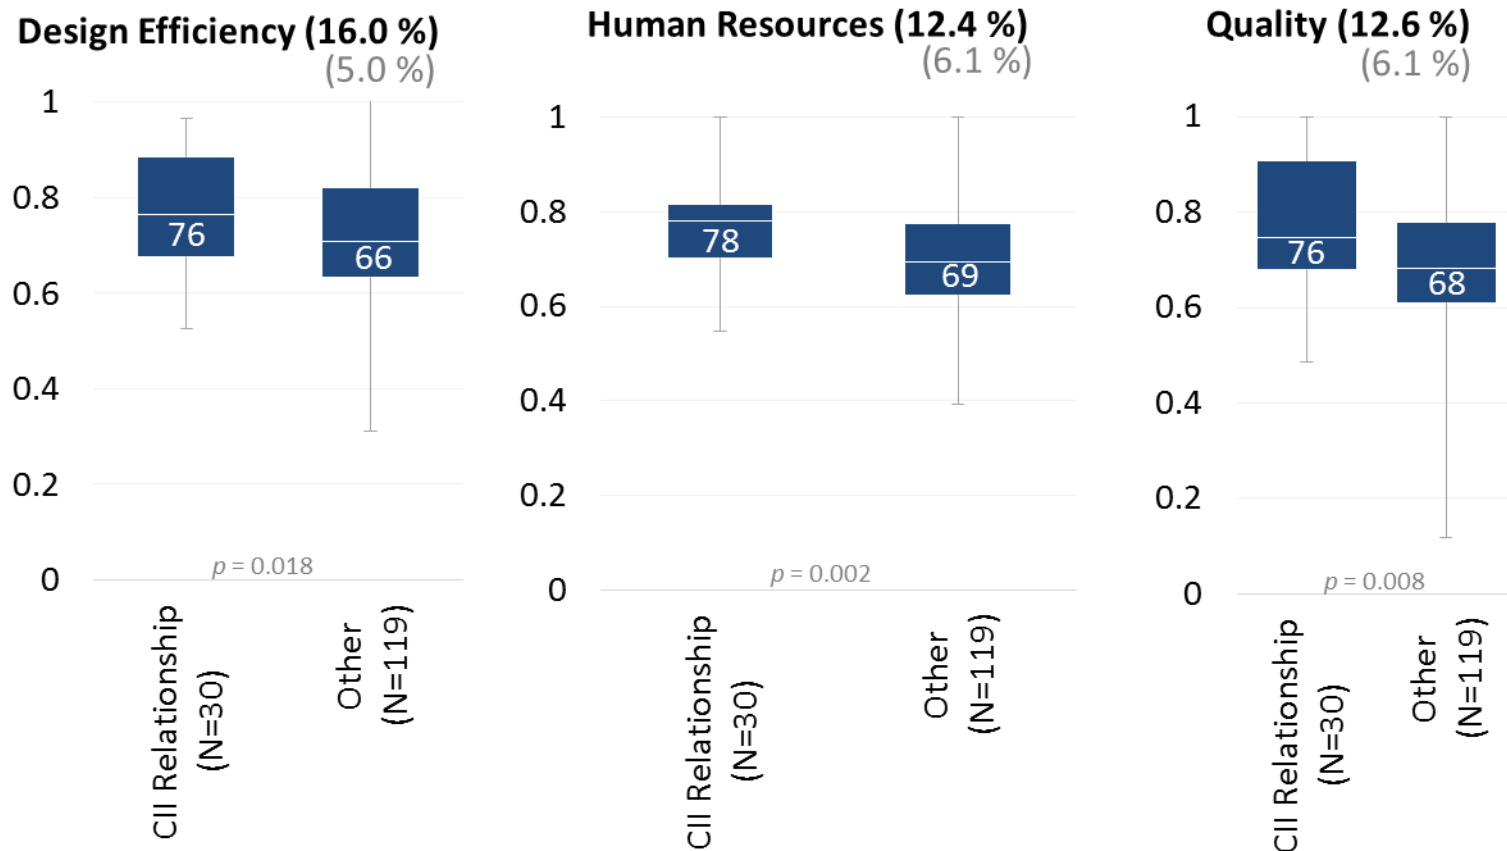 Design Efficiency (16.0 %)
(5.0 %)
1
0.8
0.6
0.4
0.2
0
76
66
p = 0.018
CII Relationship
(N=30)
Other
(N=119)
Human Resources (12.4 %)
(6.1 %)
1
0.8
0.6
0.4
0.2
0
78
69
p = 0.002
CII Relationship
(N=30)
Other
(N=119)
Quality (12.6 %)
(6.1 %)
1
0.8
0.6
0.4
0.2
0
76
68
p = 0.008
CII Relationship
(N=30)
Other
(N=119)